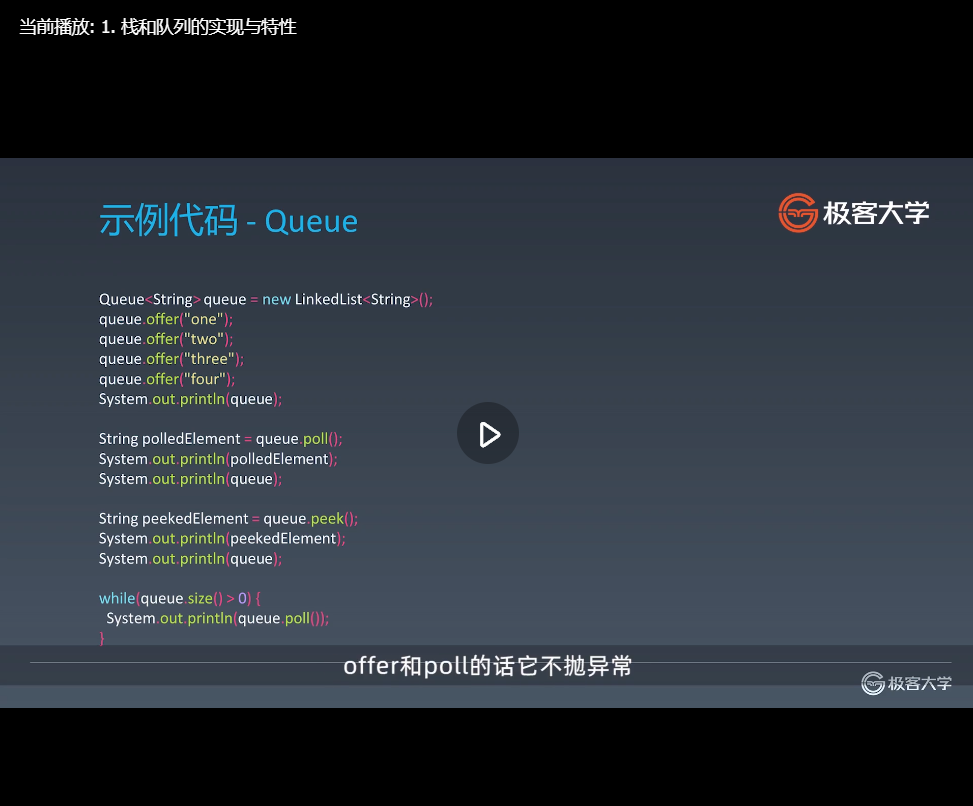 当前播放: 1. 栈和队列的实现与特性
示例代码 - Queue
极客大学
Queue<String> queue = new LinkedList<String>();
queue.offer("one");
queue.offer("two");
queue.offer("three");
queue.offer("four");
System.out.println(queue);
String polledElement = queue.poll();
System.out.println(polledElement);
System.out.println(queue);
String peekedElement = queue.peek();
System.out.println(peekedElement);
System.out.println(queue);
while(queue.size() > 0) {
System.out.println(queue.poll());
}
offer和poll的话它不抛异常
极客大学